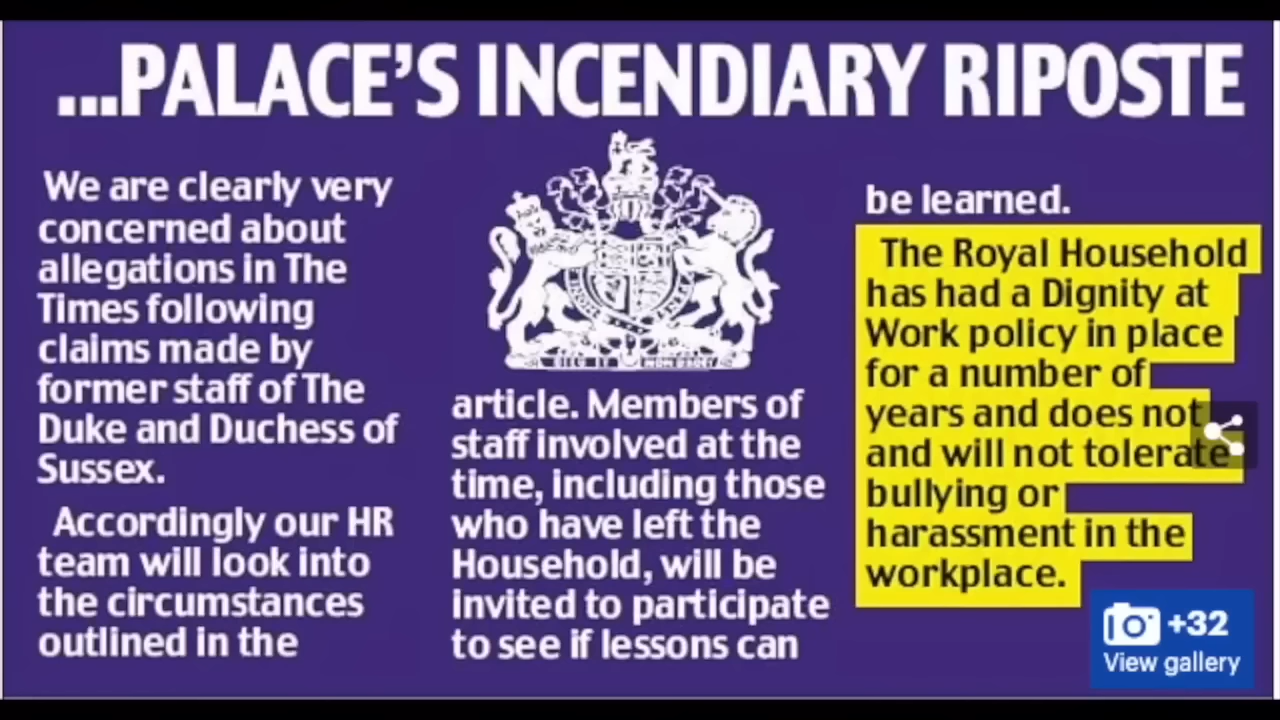 ...PALACE'S INCENDIARY RIPOSTE
We are clearly very
concerned about
allegations in The
Times following
claims made by
former staff of The
Duke and Duchess of
Sussex.
Accordingly our HR
team will look into
the circumstances
outlined in the
article. Members of
staff involved at the
time, including those
who have left the
Household, will be
invited to participate
to see if lessons can
be learned.
The Royal Household
has had a Dignity at
Work policy in place
for a number of
years and does not
and will not tolerate
bullying or
harassment in the
workplace.
+32
View gallery